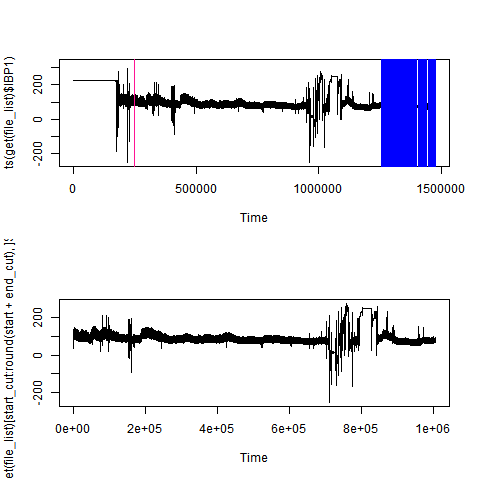 ts(get(file_list)$IBP1)
200
0
-200
0
500000
1000000
1500000
Time
et(file_list)[start_cut:round(start + end_cut), ]$
200
0
-200
0e+00
2e+05
4e+05
6e+05
8e+05
1e+06
Time